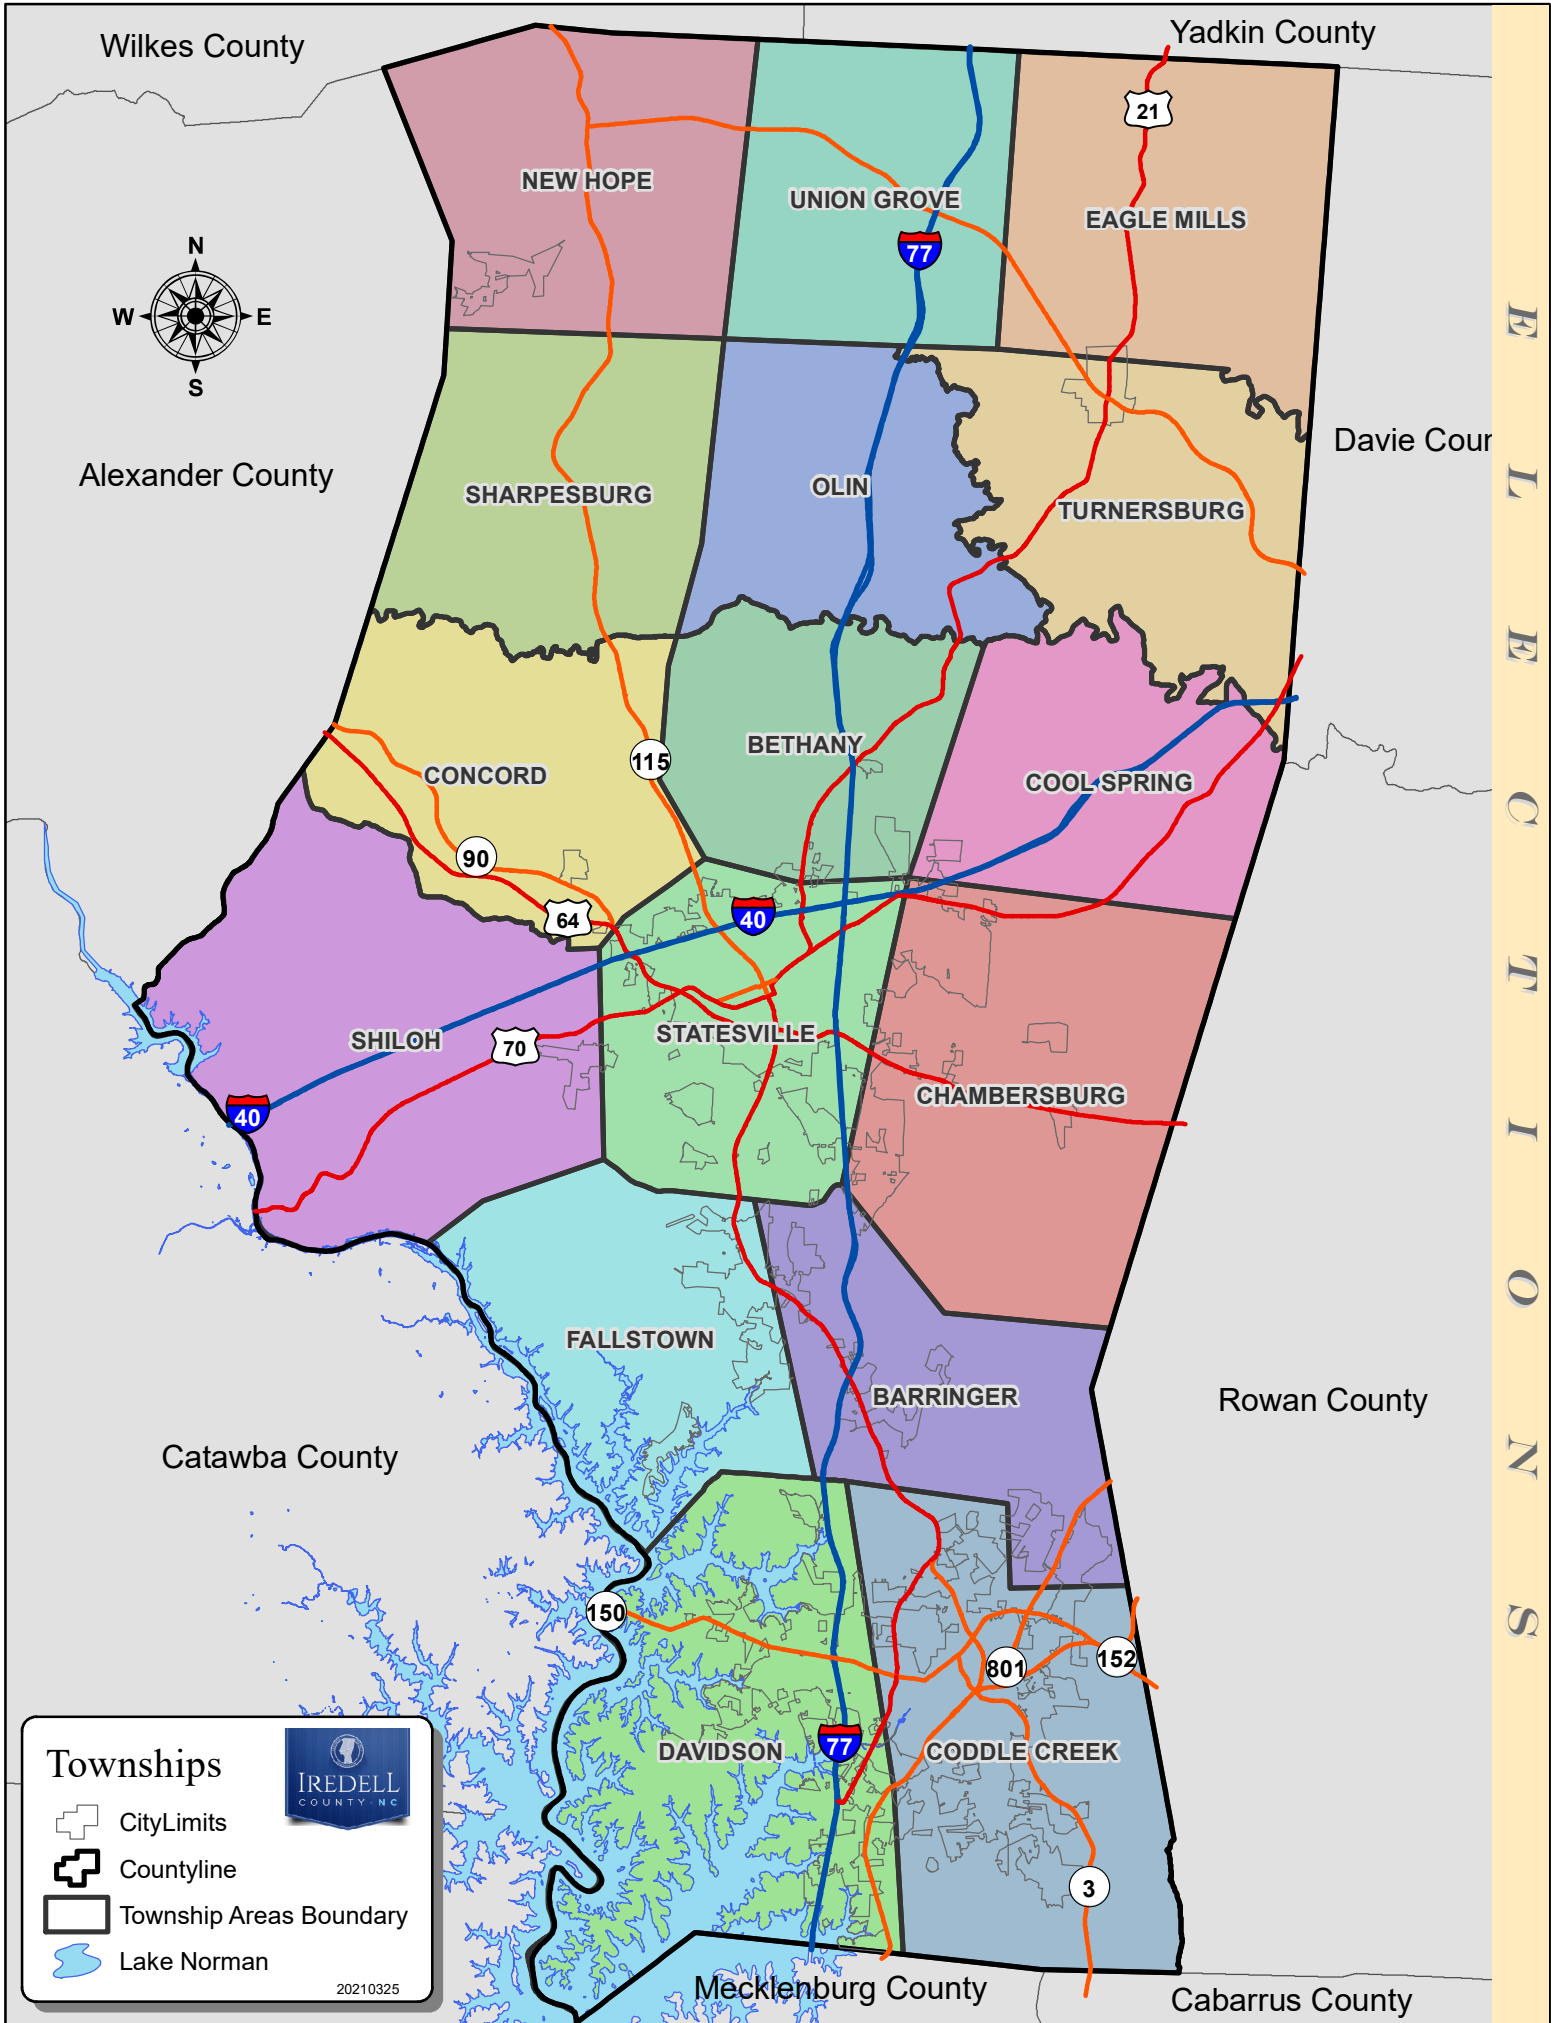 Wilkes County
Yadkin County
21
NEW HOPE
UNION GROVE
EAGLE MILLS
77
N
W
E
S
Davie Cour
Alexander County
SHARPESBURG
OLIN
TURNERSBURG
BETHANY
115
CONCORD
COOL SPRING
90
64
40
STATESVILLE
SHILOH
70
CHAMBERSBURG
40
FALLSTOWN
BARRINGER
Rowan County
Catawba County
150
801
152
DAVIDSON
77
CODDLE CREEK
3
Mecklenburg County
Cabarrus County
Townships
IREDELL
COUNTY NC
CityLimits
Countyline
Township Areas Boundary
Lake Norman
20210325
ELECTIONS